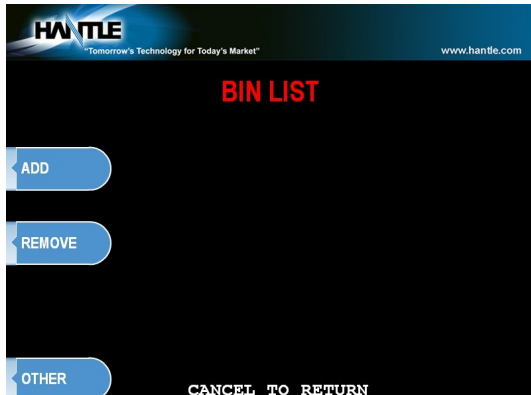 HANTLE
"Tomorrow's Technology for Today's Market"
www.hantle.com
BIN LIST
ADD
REMOVE
OTHER
CANCEL TO RETURN